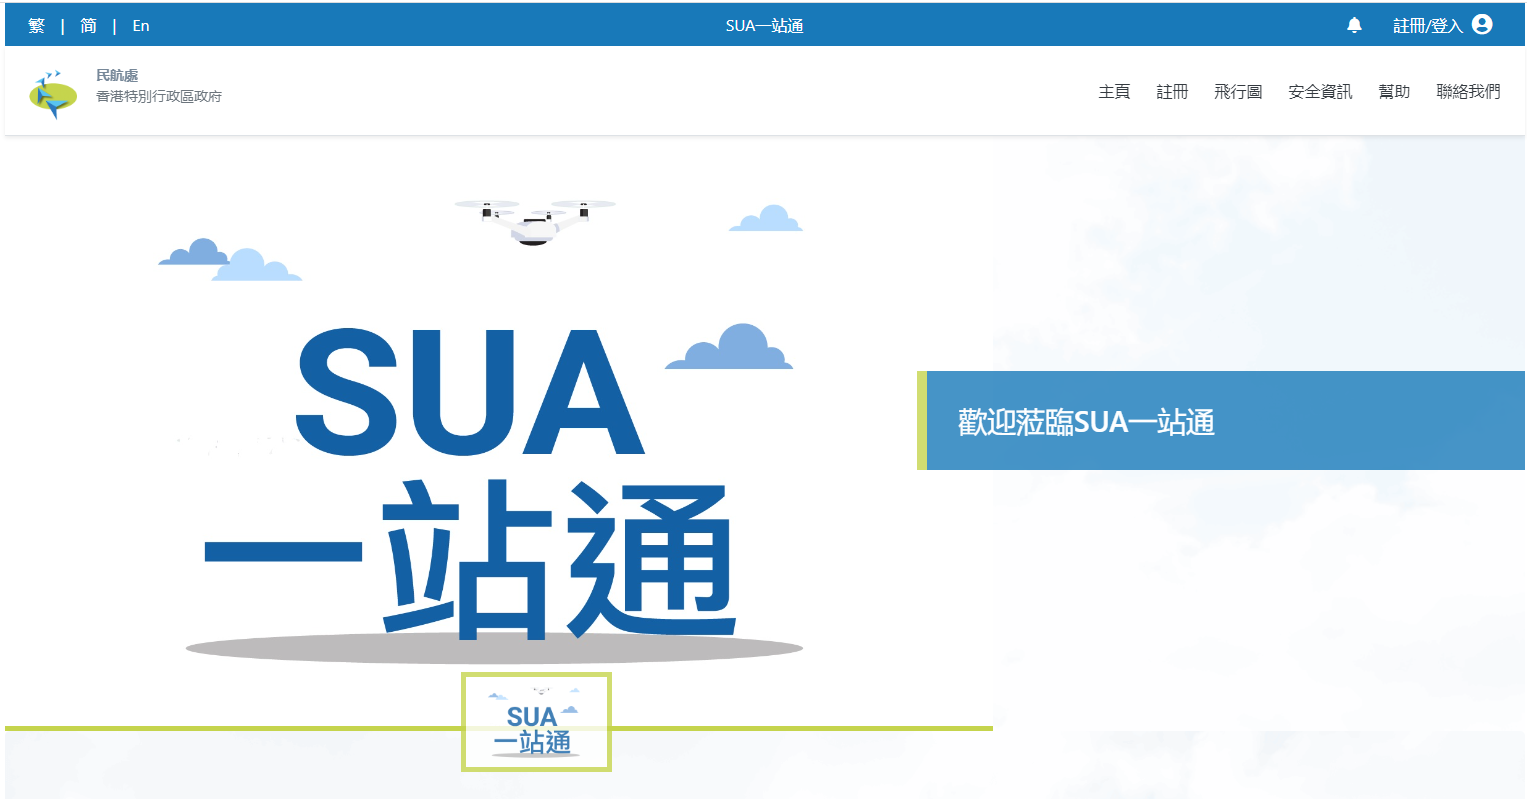 繁 | 简 | En
SUA一站通
註冊/登入
民航處
香港特別行政區政府
主頁 註冊 飛行圖 安全資訊 幫助 聯絡我們
SUA
一站通
歡迎蒞臨SUA一站通
SUA
一站通